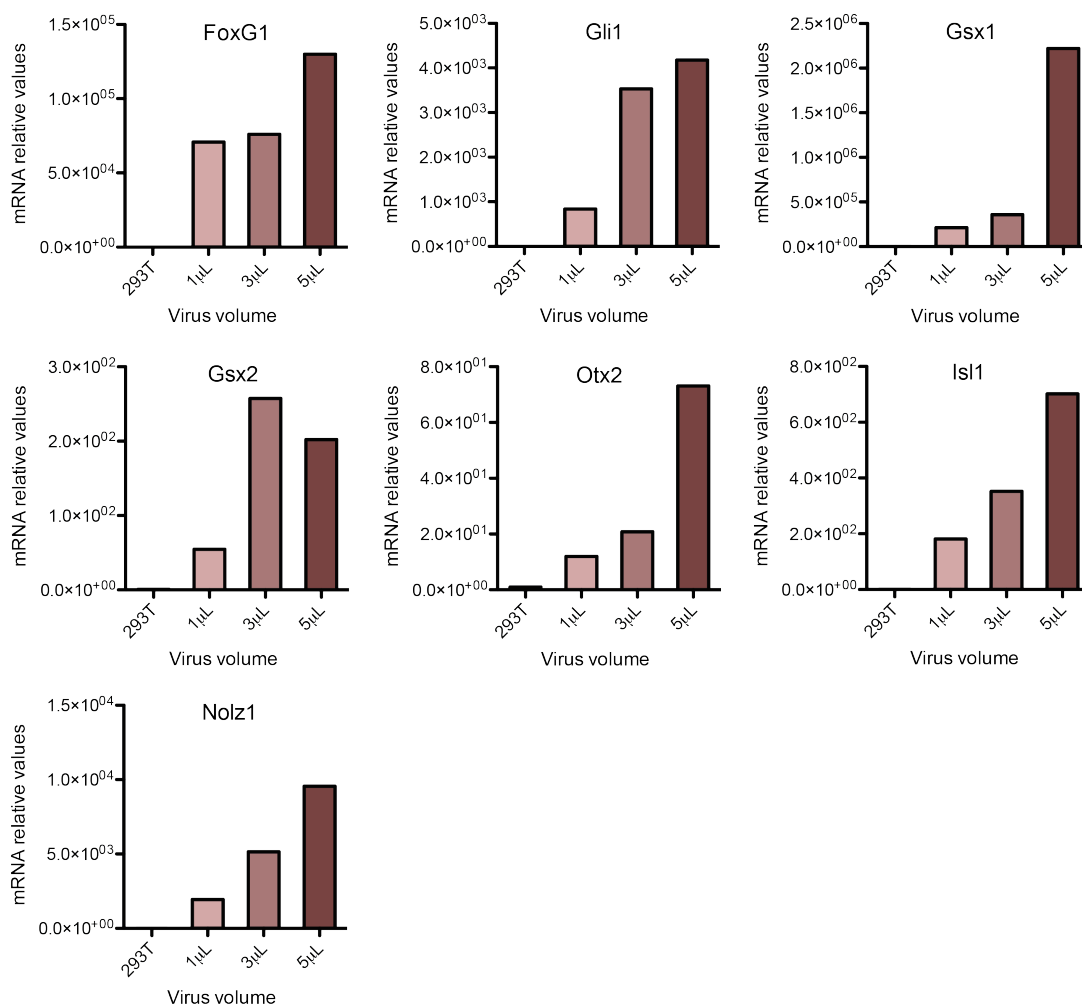 FoxG1
mRNA relative values
1.5×10⁰⁵
1.0×10⁰⁵
5.0×10⁰⁴
0.0×10⁺⁰⁰
293T
1μL
3μL
5μL
Virus volume
Gli1
mRNA relative values
5.0×10⁰³
4.0×10⁰³
3.0×10⁰³
2.0×10⁰³
1.0×10⁰³
0.0×10⁺⁰⁰
293T
1μL
3μL
5μL
Virus volume
Gsx1
mRNA relative values
2.5×10⁰⁶
2.0×10⁰⁶
1.5×10⁰⁶
1.0×10⁰⁶
5.0×10⁰⁵
0.0×10⁺⁰⁰
293T
1μL
3μL
5μL
Virus volume
Gsx2
mRNA relative values
3.0×10⁰²
2.0×10⁰²
1.0×10⁰²
0.0×10⁺⁰⁰
293T
1μL
3μL
5μL
Virus volume
Otx2
mRNA relative values
8.0×10⁰¹
6.0×10⁰¹
4.0×10⁰¹
2.0×10⁰¹
0.0×10⁺⁰⁰
293T
1μL
3μL
5μL
Virus volume
Isl1
mRNA relative values
8.0×10⁰²
6.0×10⁰²
4.0×10⁰²
2.0×10⁰²
0.0×10⁺⁰⁰
293T
1μL
3μL
5μL
Virus volume
Nolz1
mRNA relative values
1.5×10⁰⁴
1.0×10⁰⁴
5.0×10⁰³
0.0×10⁺⁰⁰
293T
1μL
3μL
5μL
Virus volume